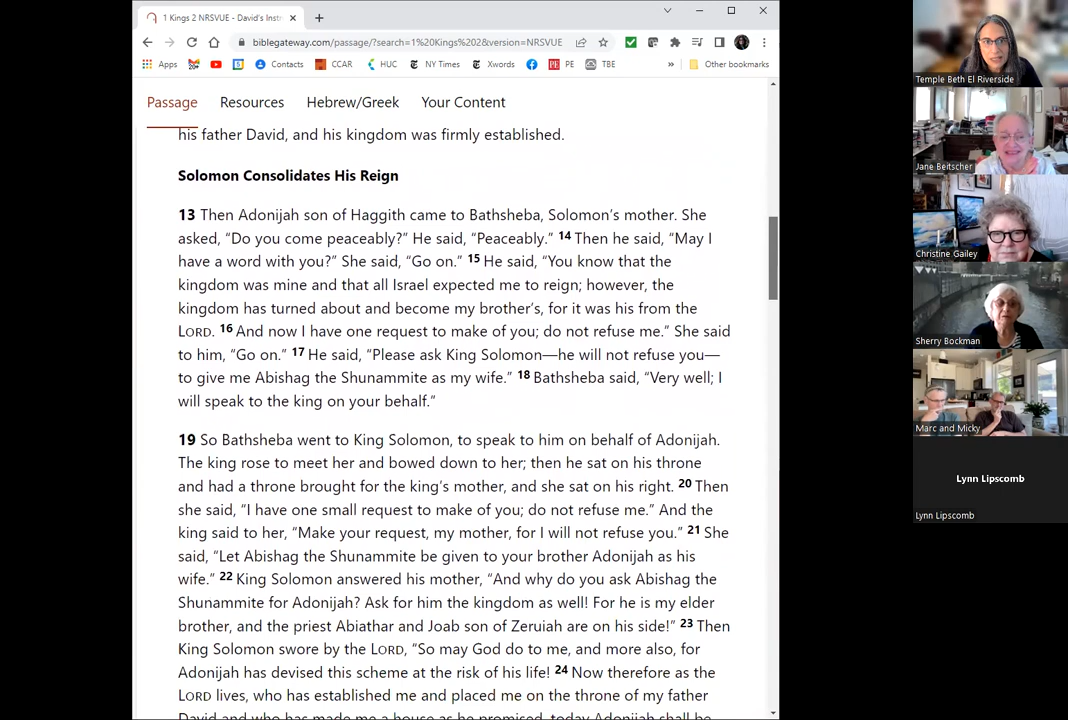 1 Kings 2 NRSVUE - David's Instr
biblegateway.com/passage/?search=1%20Kings%202&version=NRSVUE
Apps
Contacts
CCAR
HUC
NY Times
Xwords
PE
TBE
»
Other bookmarks
Passage
Resources
Hebrew/Greek
Your Content
his father David, and his kingdom was firmly established.
Solomon Consolidates His Reign
13 Then Adonijah son of Haggith came to Bathsheba, Solomon's mother. She
asked, “Do you come peaceably?” He said, “Peaceably.” 14 Then he said, “May I
have a word with you?” She said, “Go on.” 15 He said, “You know that the
kingdom was mine and that all Israel expected me to reign; however, the
kingdom has turned about and become my brother's, for it was his from the
LORD. 16 And now I have one request to make of you; do not refuse me.” She said
to him, “Go on.” 17 He said, “Please ask King Solomon—he will not refuse you—
to give me Abishag the Shunammite as my wife.” 18 Bathsheba said, “Very well; I
will speak to the king on your behalf.”
19 So Bathsheba went to King Solomon, to speak to him on behalf of Adonijah.
The king rose to meet her and bowed down to her; then he sat on his throne
and had a throne brought for the king's mother, and she sat on his right. 20 Then
she said, “I have one small request to make of you; do not refuse me.” And the
king said to her, “Make your request, my mother, for I will not refuse you.” 21 She
said, “Let Abishag the Shunammite be given to your brother Adonijah as his
wife.” 22 King Solomon answered his mother, “And why do you ask Abishag the
Shunammite for Adonijah? Ask for him the kingdom as well! For he is my elder
brother, and the priest Abiathar and Joab son of Zeruiah are on his side!” 23 Then
King Solomon swore by the LORD, “So may God do to me, and more also, for
Adonijah has devised this scheme at the risk of his life! 24 Now therefore as the
LORD lives, who has established me and placed me on the throne of my father
David and who has made me a house as he promised, today Adonijah shall be
Temple Beth El Riverside
Jane Beitscher
Christine Gailey
Sherry Bockman
Marc and Micky
Lynn Lipscomb
Lynn Lipscomb